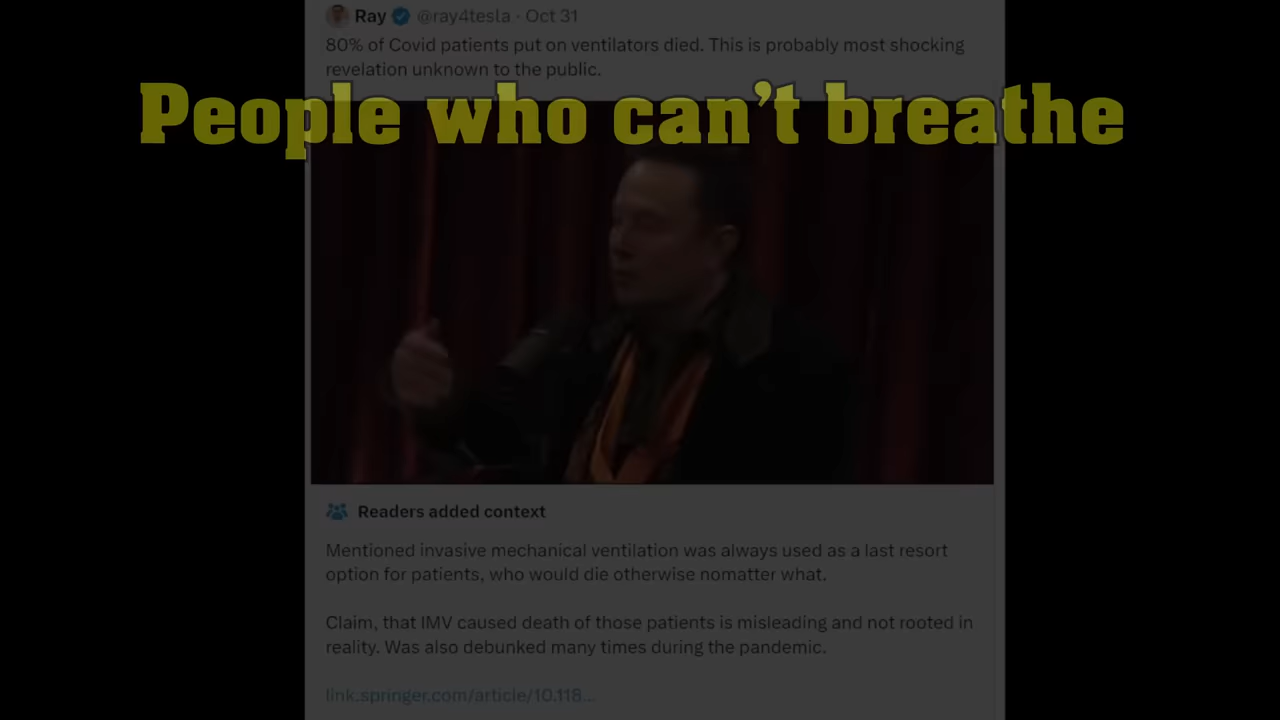 Ray @ray4tesla · Oct 31
80% of Covid patients put on ventilators died. This is probably most shocking
revelation unknown to the public.
People who can't breathe
Readers added context
Mentioned invasive mechanical ventilation was always used as a last resort
option for patients, who would die otherwise nomatter what.
Claim, that IMV caused death of those patients is misleading and not rooted in
reality. Was also debunked many times during the pandemic.
link.springer.com/article/10.118...